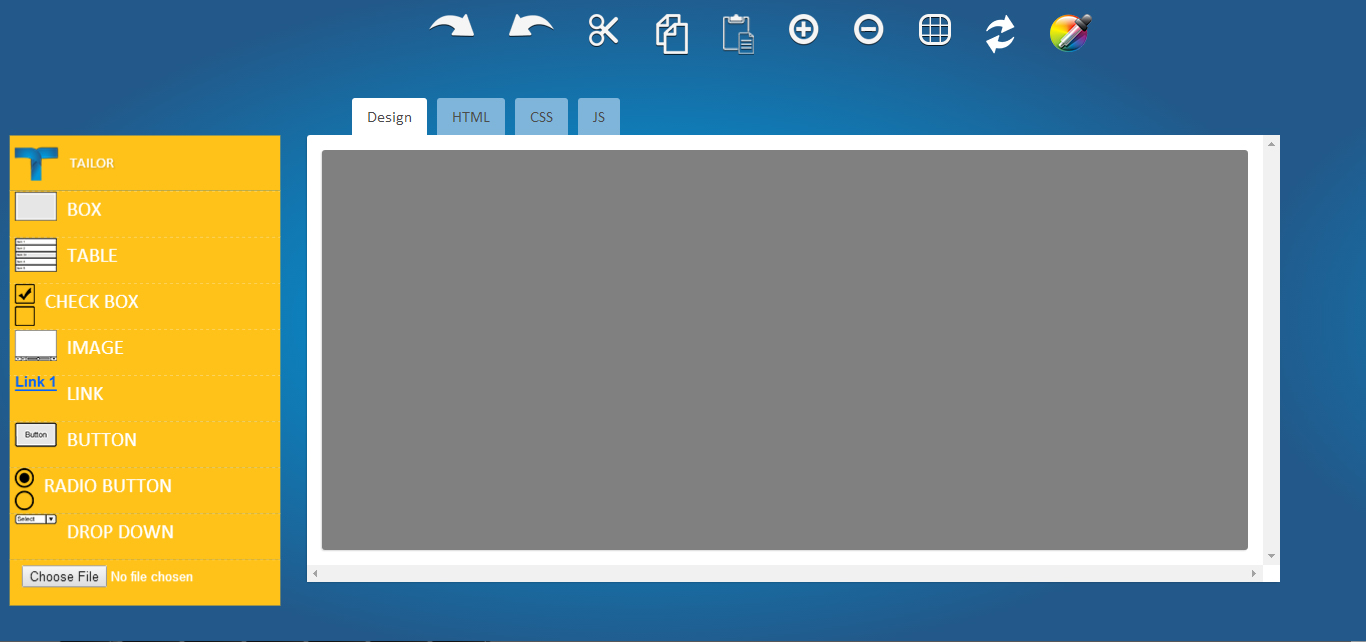 Design
HTML
CSS
JS
TAILOR
BOX
TABLE
CHECK BOX
IMAGE
Link 1
LINK
Button
BUTTON
RADIO BUTTON
Select
DROP DOWN
Choose File No file chosen